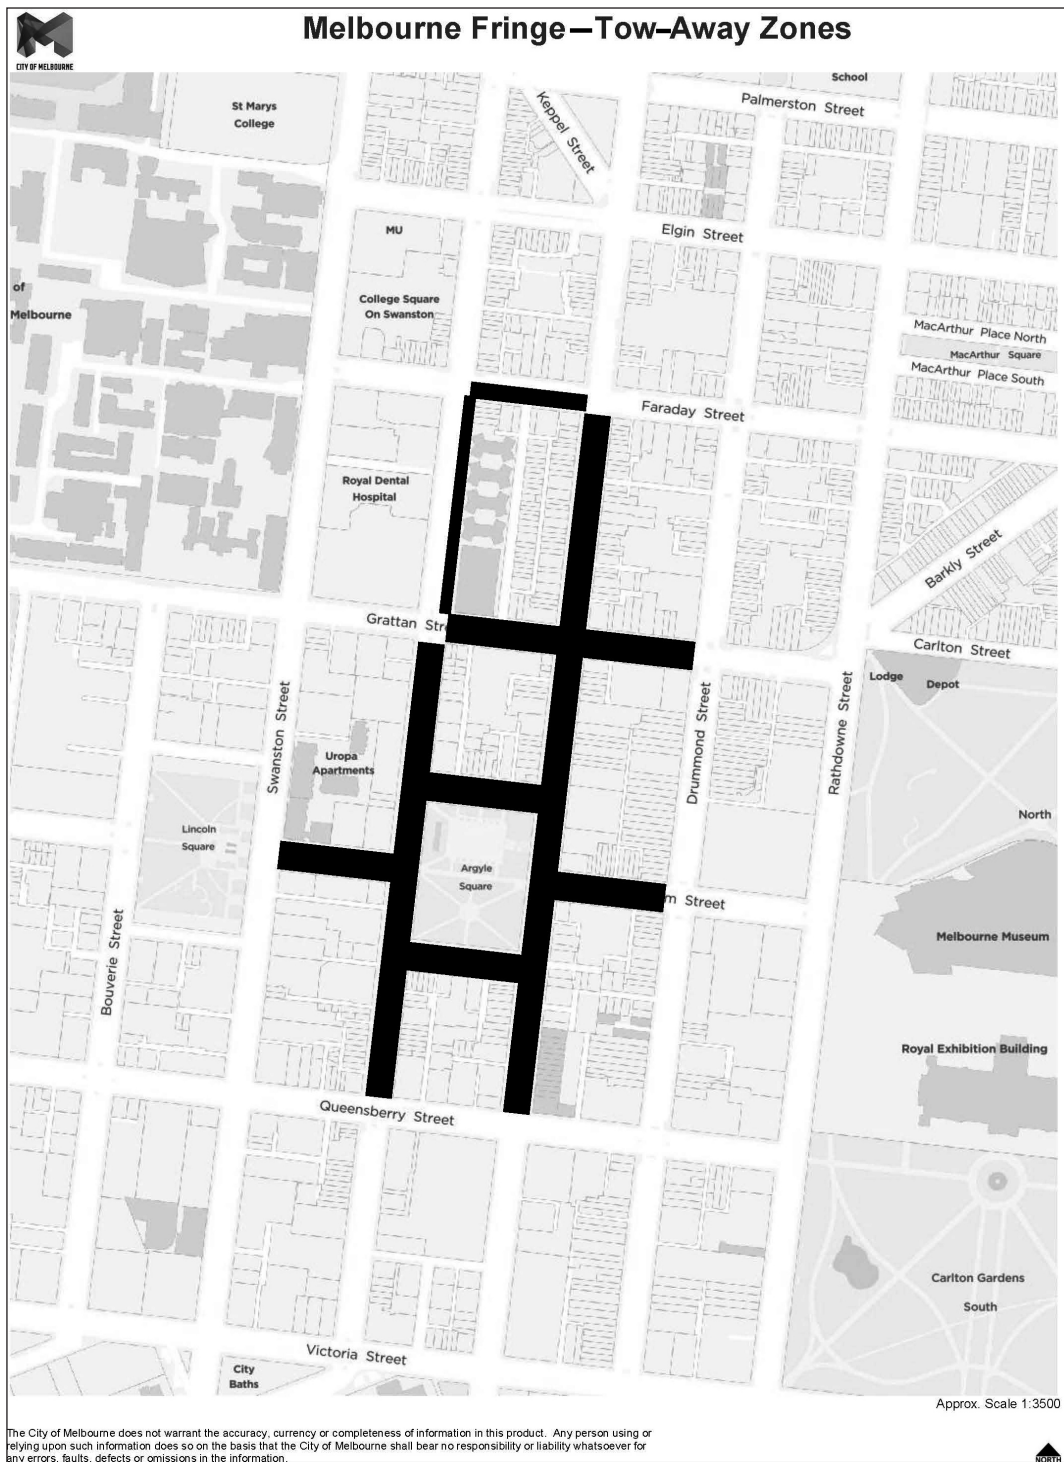 Melbourne Fringe—Tow-Away Zones
CITY OF MELBOURNE
School
Palmerston Street
St Marys
College
Keppel Street
MU
Elgin Street
of
Melbourne
College Square
On Swanston
MacArthur Place North
MacArthur Square
MacArthur Place South
Faraday Street
Royal Dental
Hospital
Barkly Street
Grattan Stre
Carlton Street
Lodge
Depot
Swanston Street
Drummond Street
Rathdowne Street
Uropa
Apartments
North
Lincoln
Square
Argyle
Square
m Street
Bouverie Street
Melbourne Museum
Royal Exhibition Building
Queensberry Street
Carlton Gardens
South
Victoria Street
City
Baths
Approx. Scale 1:3500
The City of Melbourne does not warrant the accuracy, currency or completeness of information in this product. Any person using or
relying upon such information does so on the basis that the City of Melbourne shall bear no responsibility or liability whatsoever for
any errors, faults, defects or omissions in the information.
NORTH